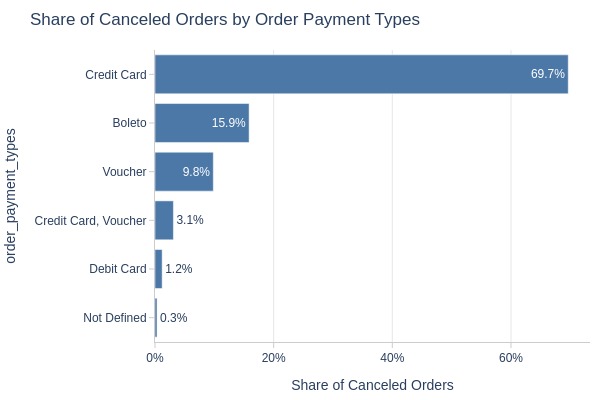 Share of Canceled Orders by Order Payment Types
order_payment_types
Credit Card 69.7%
Boleto 15.9%
Voucher 9.8%
Credit Card, Voucher 3.1%
Debit Card 1.2%
Not Defined 0.3%
0% 20% 40% 60%
Share of Canceled Orders